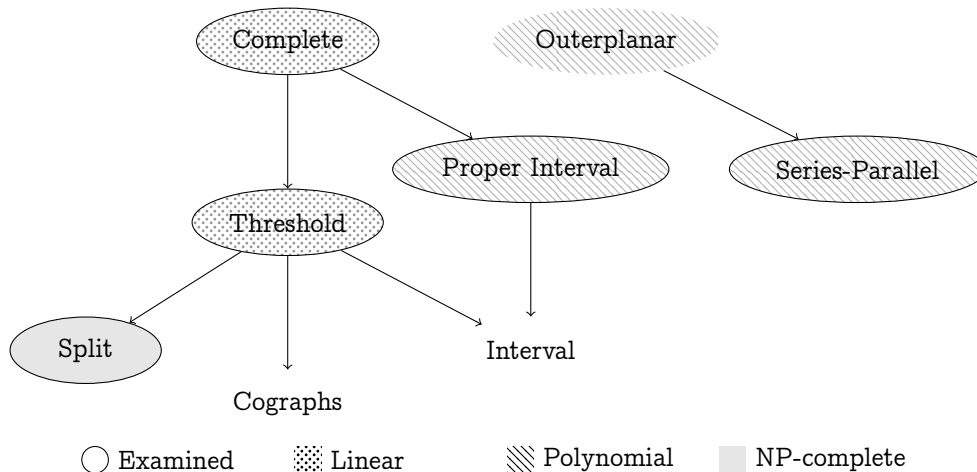 Complete
Outerplanar
Proper Interval
Series-Parallel
Threshold
Split
Interval
Cographs
Examined
Linear
Polynomial
NP-complete